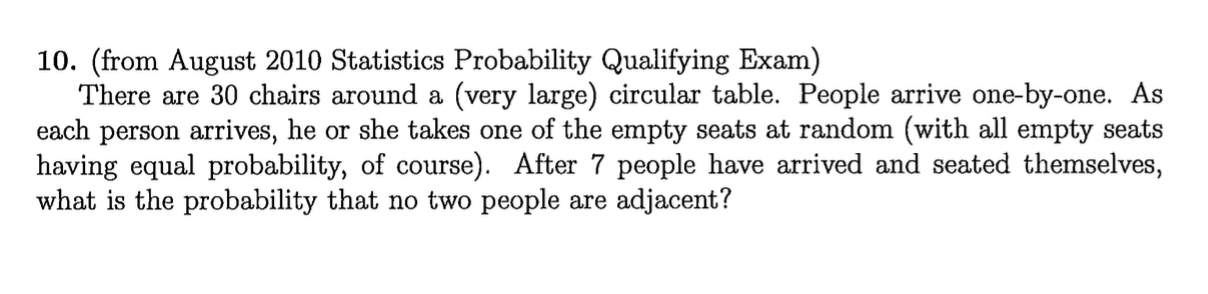 10. (from August 2010 Statistics Probability Qualifying Exam)
There are 30 chairs around a (very large) circular table. People arrive one-by-one. As
each person arrives, he or she takes one of the empty seats at random (with all empty seats
having equal probability, of course). After 7 people have arrived and seated themselves,
what is the probability that no two people are adjacent?